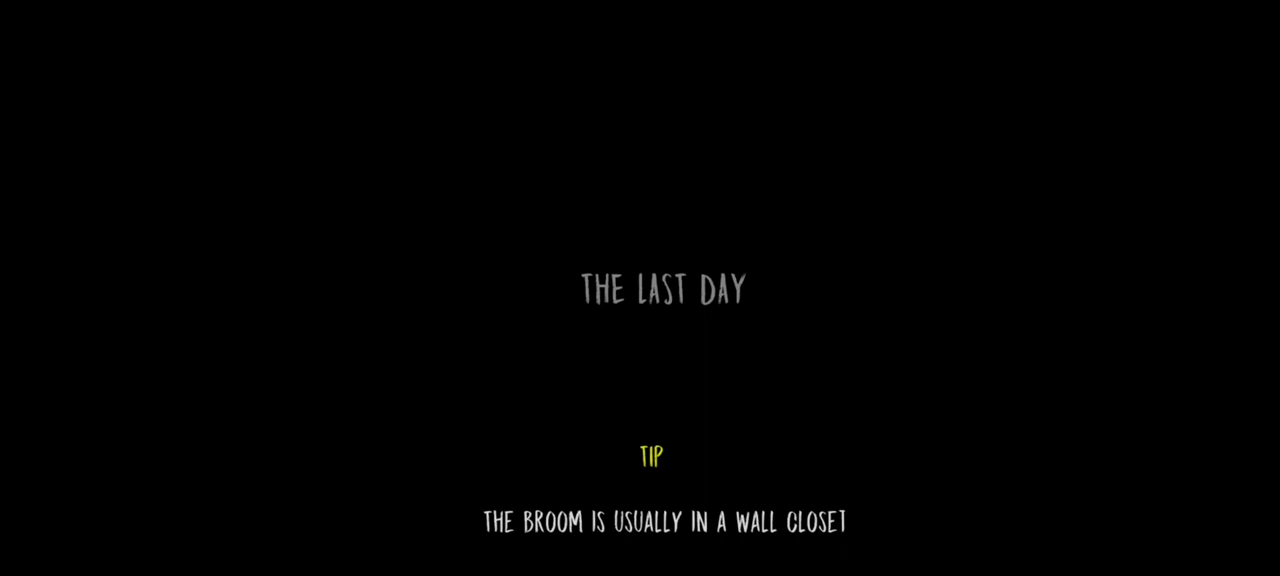 THE LAST DAY
TIP
THE BROOM IS USUALLY IN A WALL CLOSET